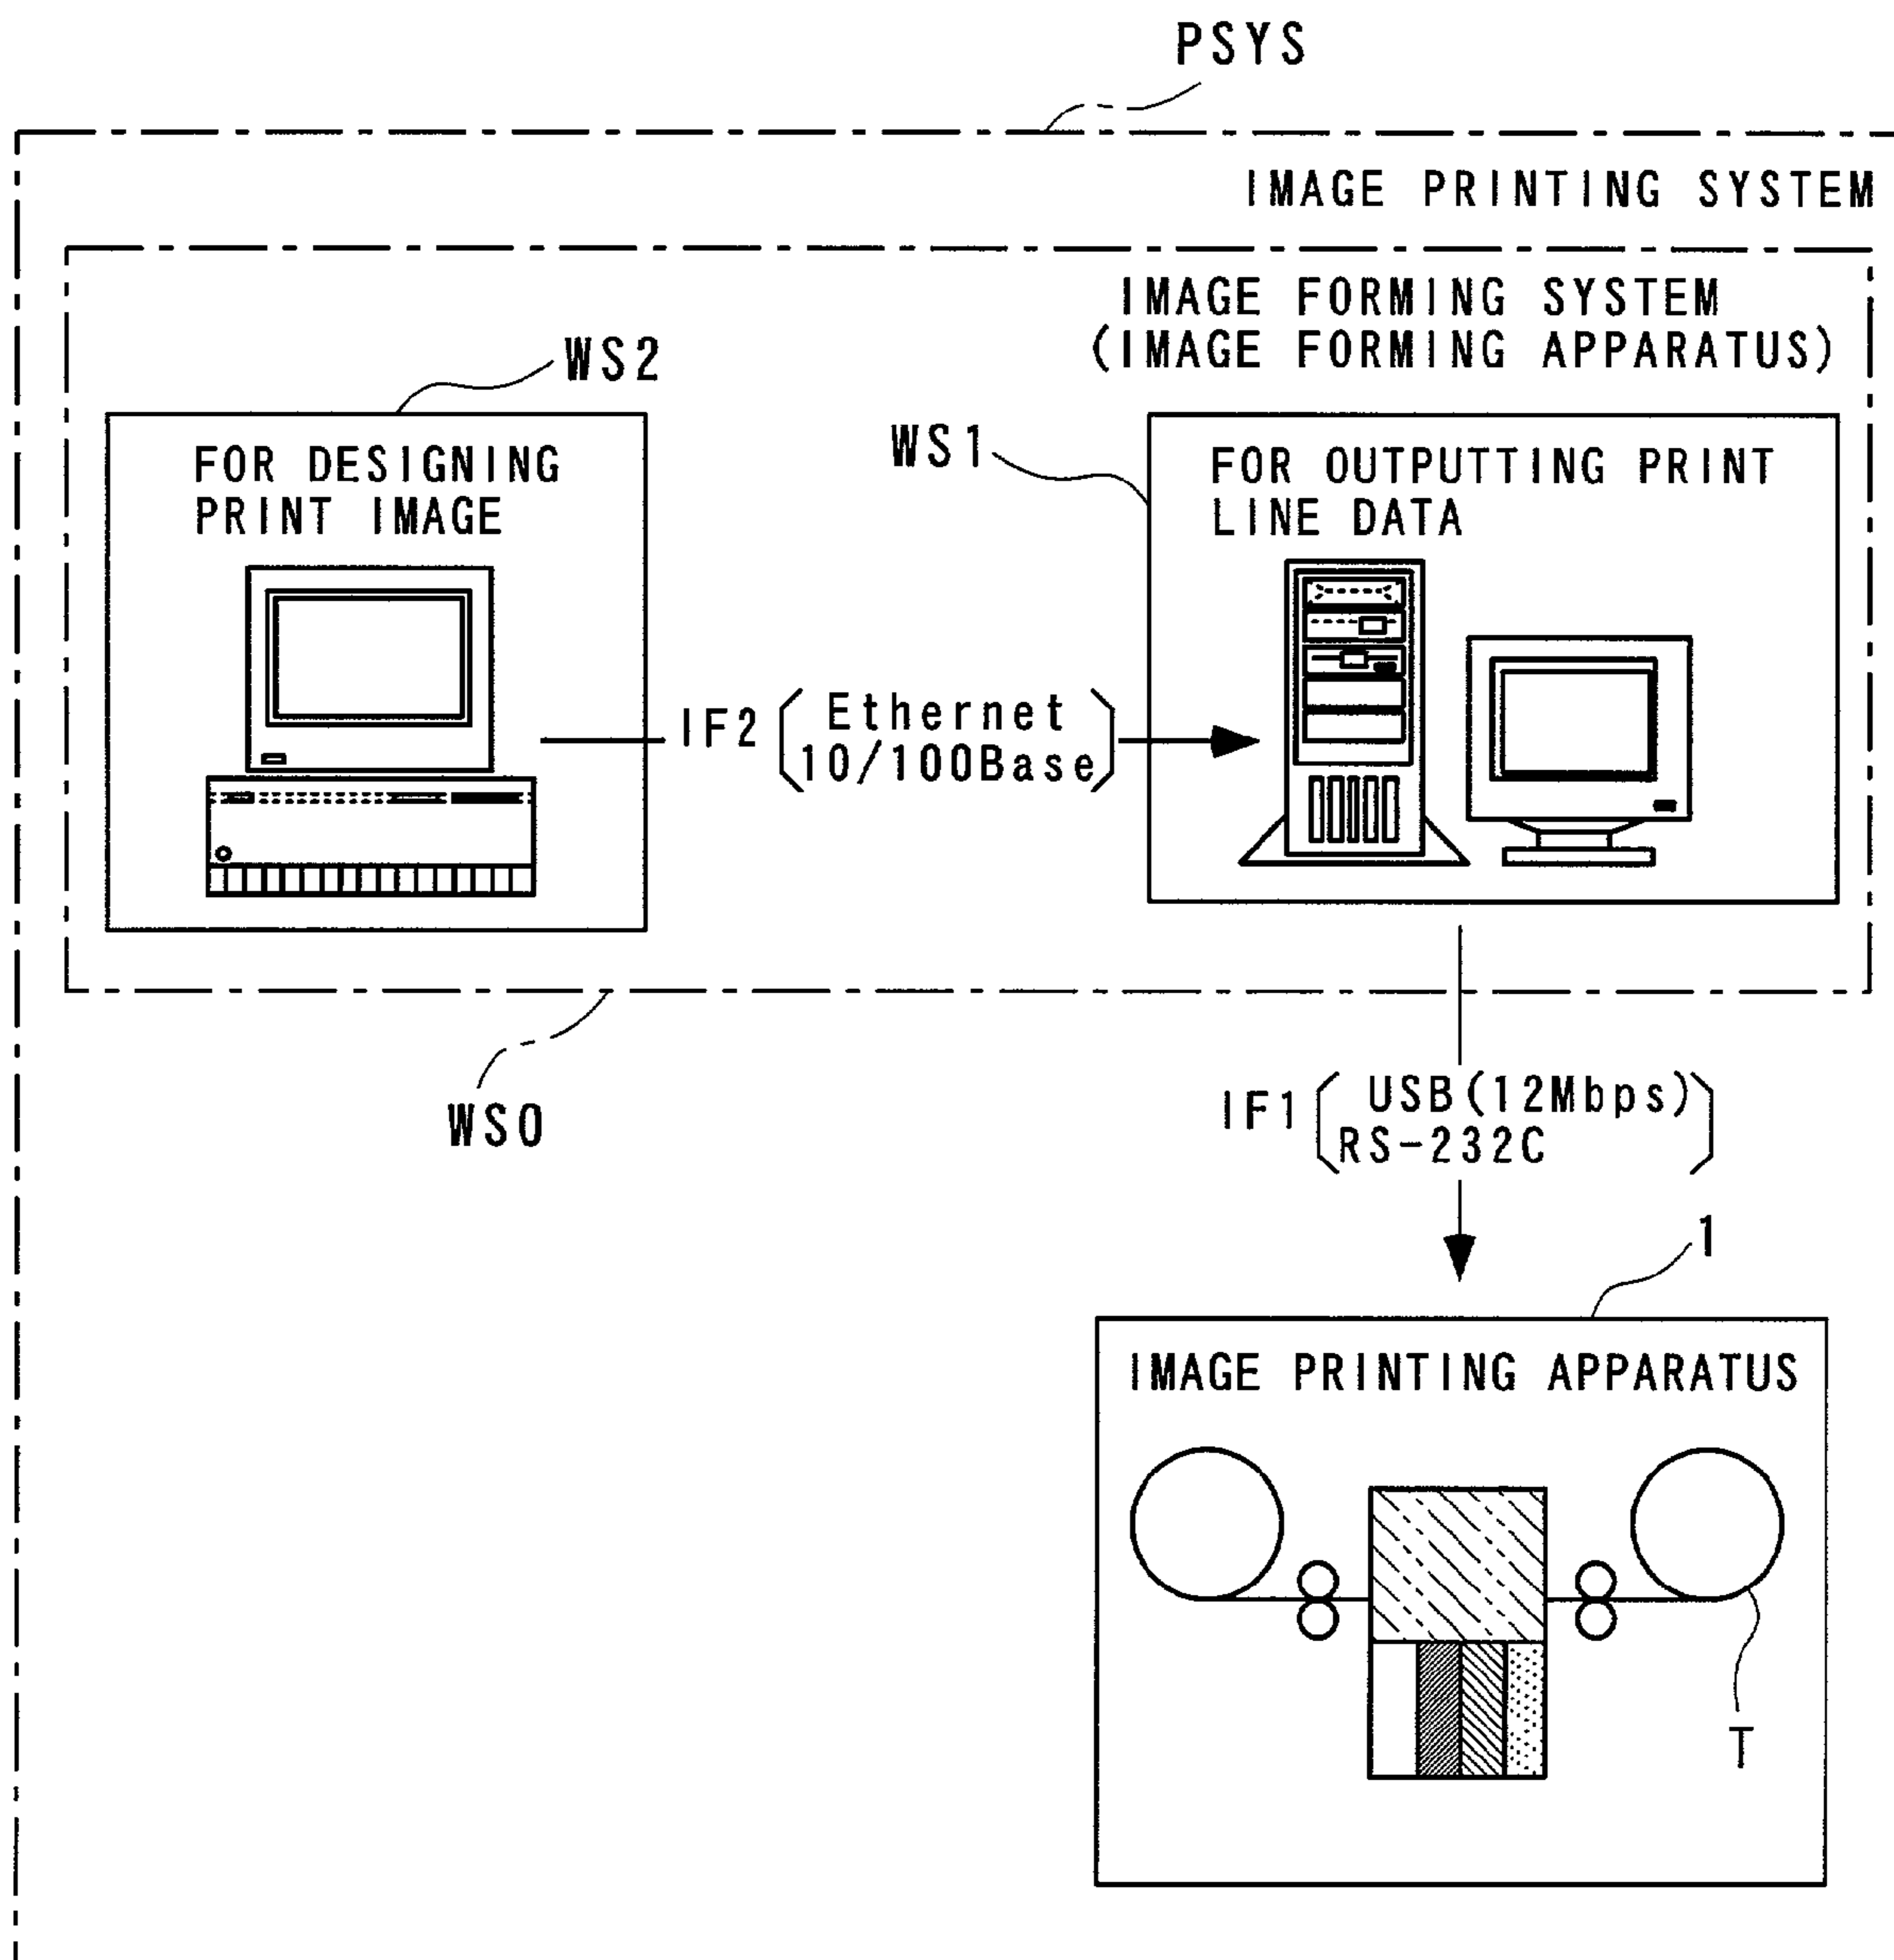 PSYS
IMAGE PRINTING SYSTEM
IMAGE FORMING SYSTEM
(IMAGE FORMING APPARATUS)
WS2
FOR DESIGNING
PRINT IMAGE
WS1
FOR OUTPUTTING PRINT
LINE DATA
IF2 (Ethernet
10/100Base)
WS0
IF1 (USB(12Mbps)
RS-232C)
1
IMAGE PRINTING APPARATUS
T